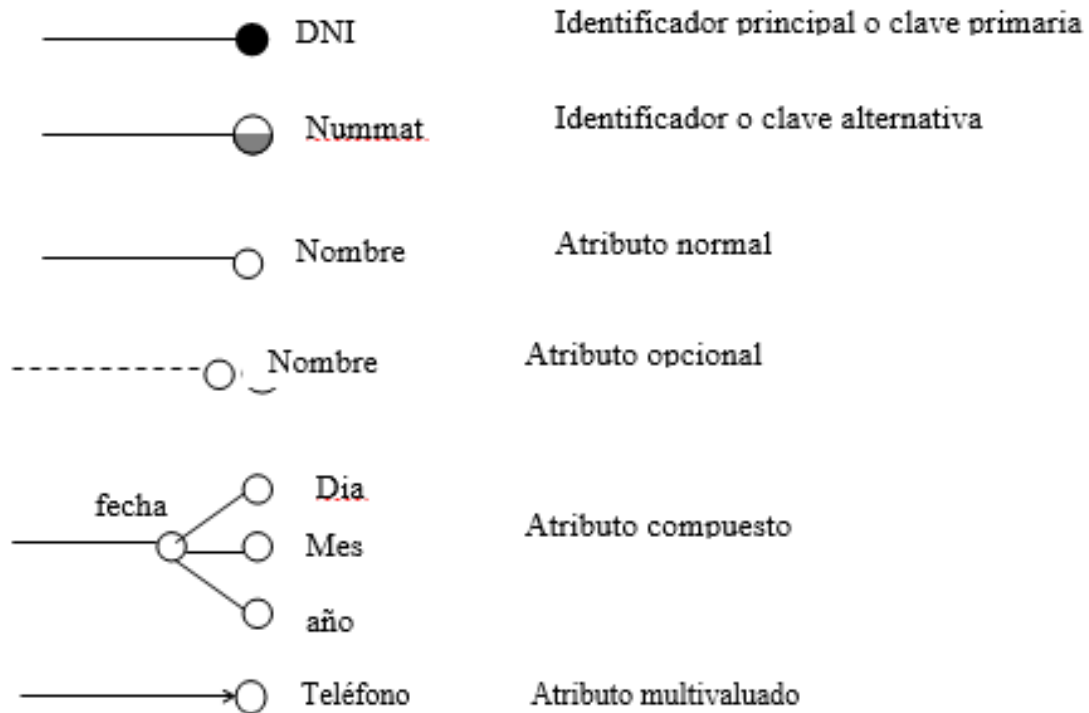 DNI Identificador principal o clave primaria
Nummat Identificador o clave alternativa
Nombre Atributo normal
Nombre Atributo opcional
fecha
Dia
Mes
año
Atributo compuesto
Teléfono Atributo multivaluado